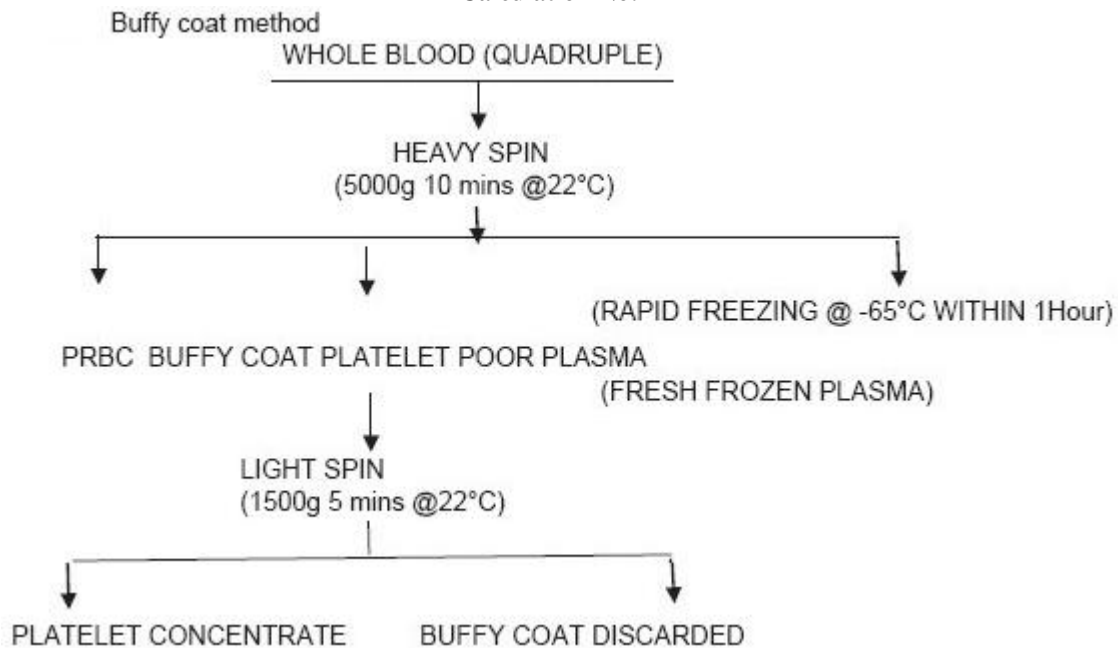 Buffy coat method
WHOLE BLOOD (QUADRUPLE)
HEAVY SPIN
(5000g 10 mins @22°C)
(RAPID FREEZING @ -65°C WITHIN 1Hour)
PRBC BUFFY COAT PLATELET POOR PLASMA
(FRESH FROZEN PLASMA)
LIGHT SPIN
(1500g 5 mins @22°C)
PLATELET CONCENTRATE BUFFY COAT DISCARDED